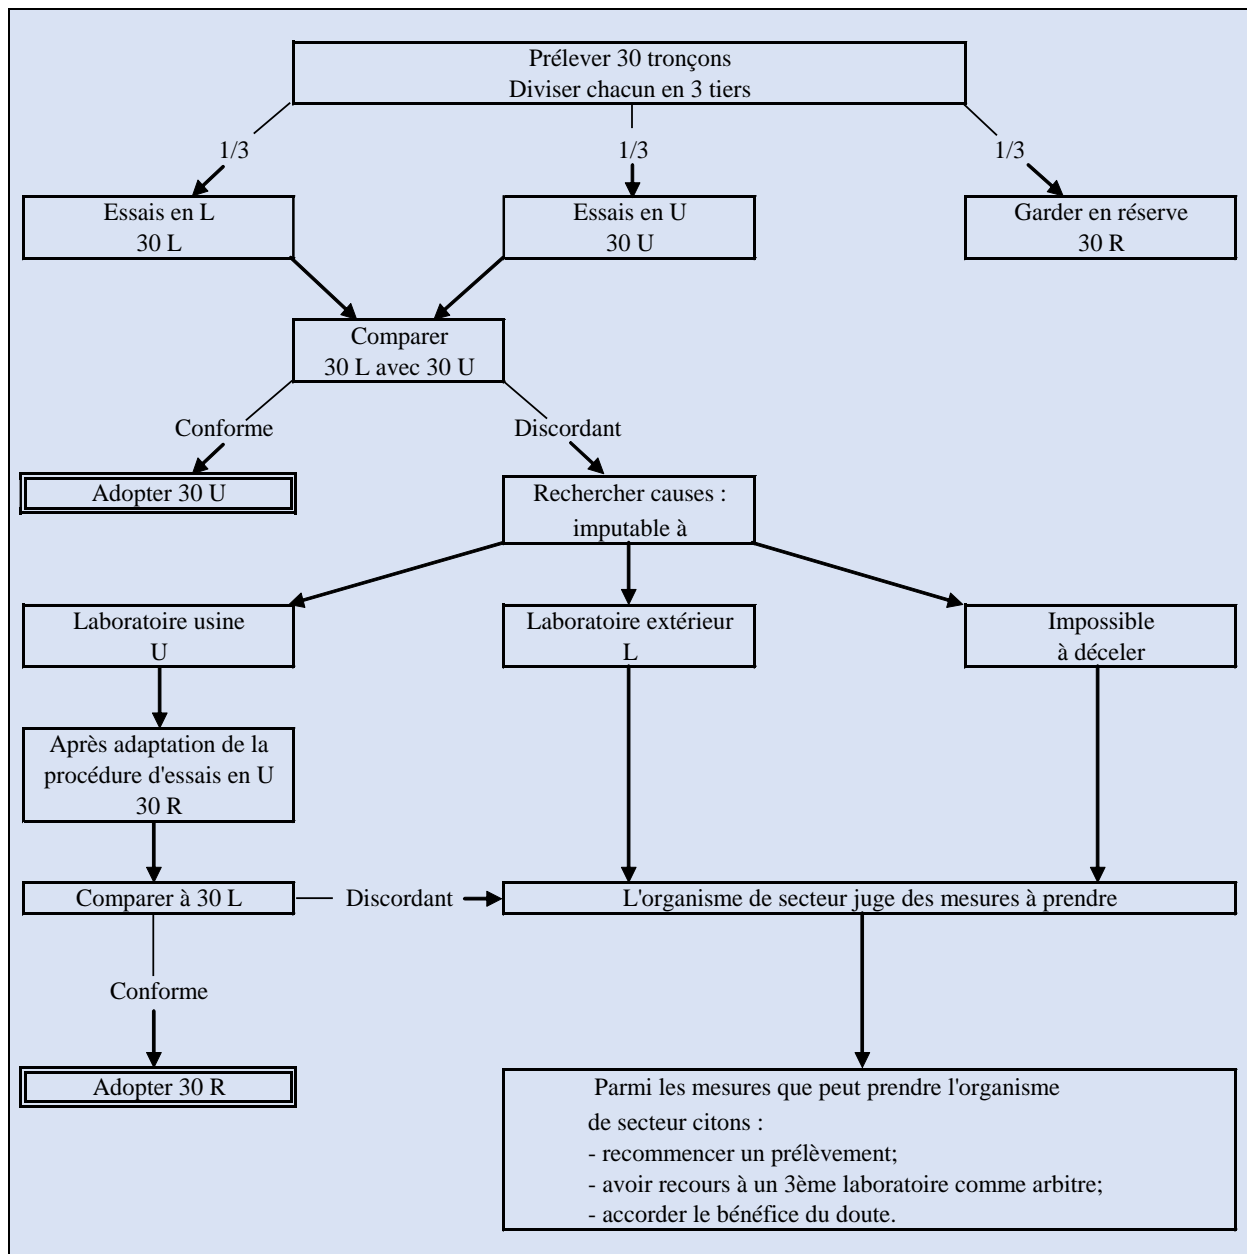 Prélever 30 tronçons
Diviser chacun en 3 tiers
1/3
1/3
1/3
Essais en L
30 L
Essais en U
30 U
Garder en réserve
30 R
Comparer
30 L avec 30 U
Conforme
Discordant
Adopter 30 U
Rechercher causes :
imputable à
Laboratoire usine
U
Laboratoire extérieur
L
Impossible
à déceler
Après adaptation de la
procédure d'essais en U
30 R
Comparer à 30 L
Discordant
L'organisme de secteur juge des mesures à prendre
Conforme
Adopter 30 R
Parmi les mesures que peut prendre l'organisme
de secteur citons :
- recommencer un prélèvement;
- avoir recours à un 3ème laboratoire comme arbitre;
- accorder le bénéfice du doute.